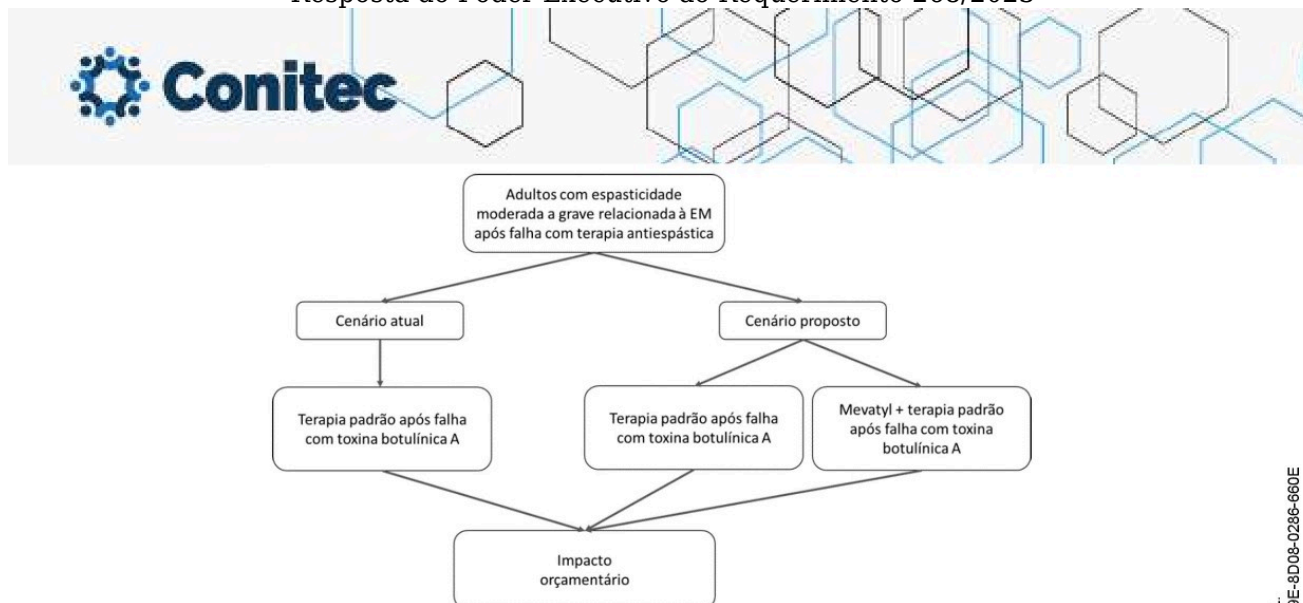 Conitec
Adultos com espasticidade
moderada a grave relacionada à EM
após falha com terapia antiespástica
Cenário atual
Cenário proposto
Terapia padrão após falha
com toxina botulínica A
Terapia padrão após falha
com toxina botulínica A
Mevatyl + terapia padrão
após falha com toxina
botulínica A
Impacto
orçamentário
9E-8D08-0286-660E